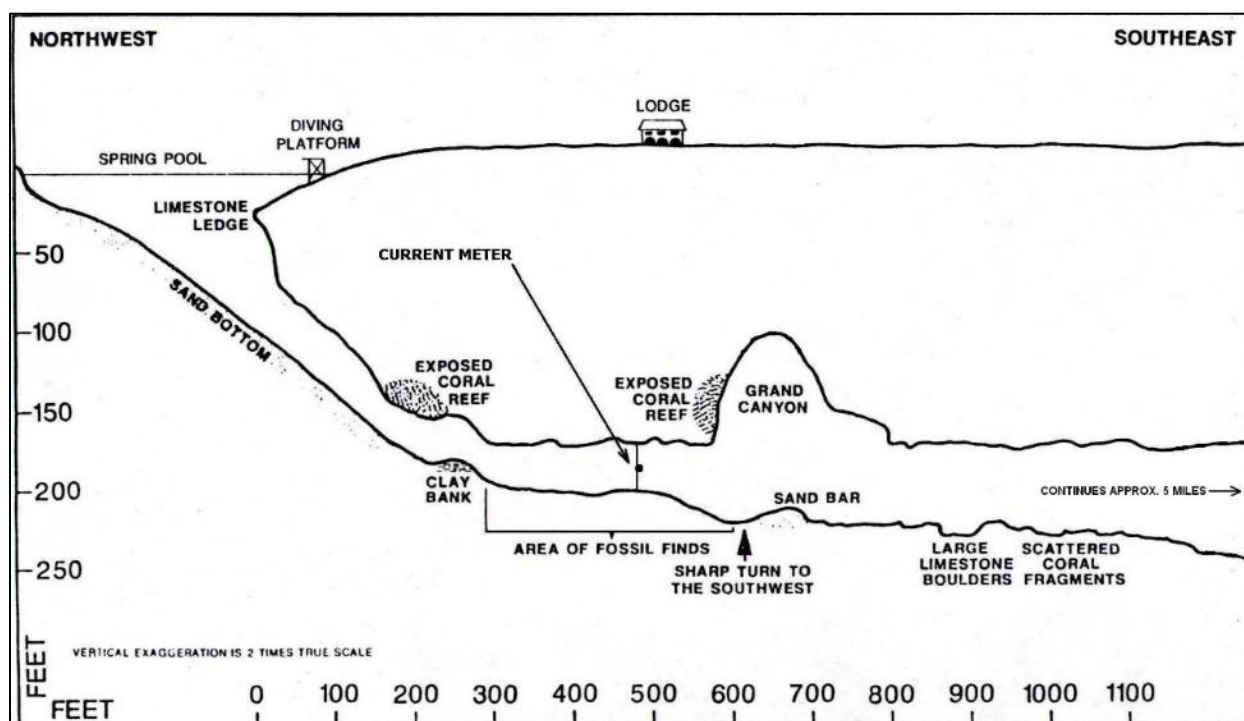 NORTHWEST
SOUTHEAST
LODGE
DIVING
PLATFORM
SPRING POOL
LIMESTONE
LEDGE
CURRENT METER
50
SAND BOTTOM
100
EXPOSED
CORAL
REEF
EXPOSED
CORAL
REEF
GRAND
CANYON
150
CLAY
BANK
200
SAND BAR
CONTINUES APPROX. 5 MILES
AREA OF FOSSIL FINDS
SHARP TURN TO
THE SOUTHWEST
LARGE
LIMESTONE
BOULDERS
SCATTERED
CORAL
FRAGMENTS
250
FEET
VERTICAL EXAGGERATION IS 2 TIMES TRUE SCALE
FEET 0 100 200 300 400 500 600 700 800 900 1000 1100